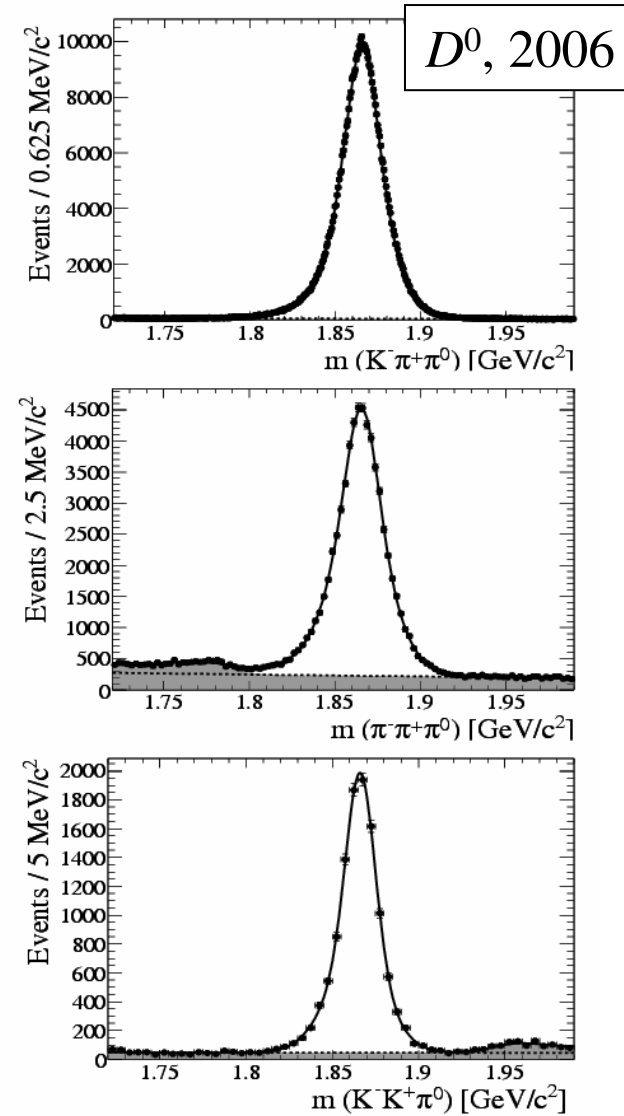 D⁰, 2006
Events / 0.625 MeV/c²
10000
8000
6000
4000
2000
0
1.75 1.8 1.85 1.9 1.95
m (K⁻π⁺π⁰) [GeV/c²]
Events / 2.5 MeV/c²
4500
4000
3500
3000
2500
2000
1500
1000
500
0
1.75 1.8 1.85 1.9 1.95
m (π⁻π⁺π⁰) [GeV/c²]
Events / 5 MeV/c²
2000
1800
1600
1400
1200
1000
800
600
400
200
0
1.75 1.8 1.85 1.9 1.95
m (K⁻K⁺π⁰) [GeV/c²]